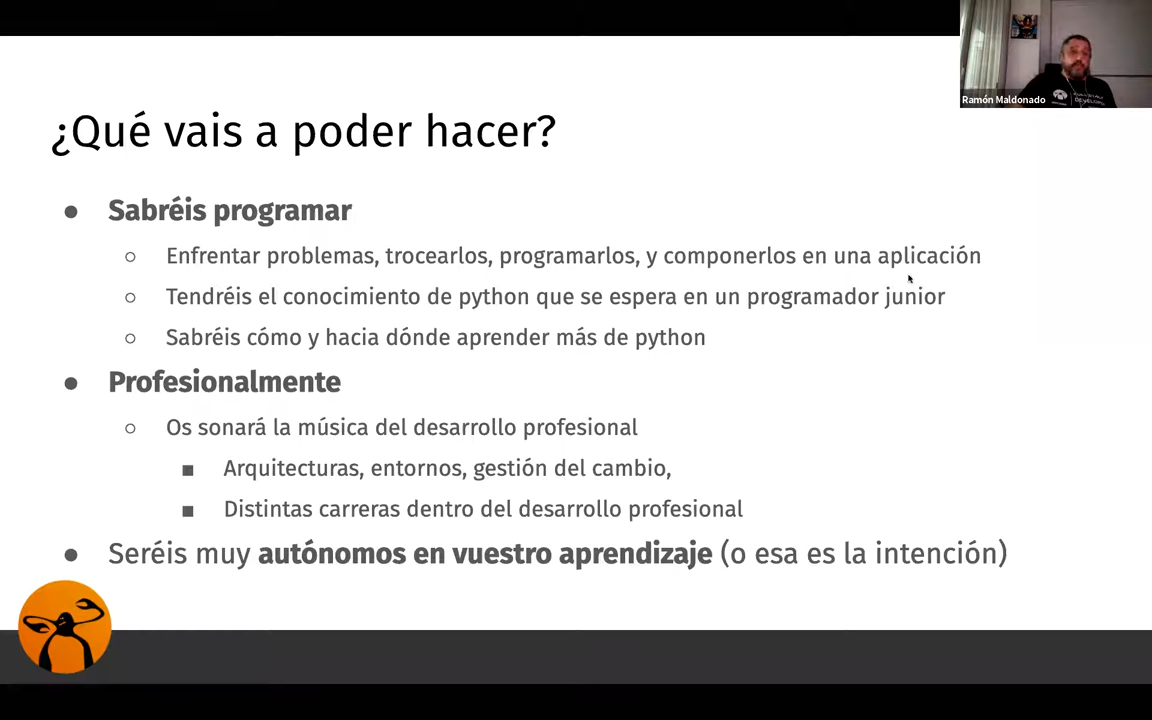 Ramón Maldonado
¿Qué vais a poder hacer?
● Sabréis programar
○ Enfrentar problemas, trocearlos, programarlos, y componerlos en una aplicación
○ Tendréis el conocimiento de python que se espera en un programador junior
○ Sabréis cómo y hacia dónde aprender más de python
● Profesionalmente
○ Os sonará la música del desarrollo profesional
■ Arquitecturas, entornos, gestión del cambio,
■ Distintas carreras dentro del desarrollo profesional
● Seréis muy autónomos en vuestro aprendizaje (o esa es la intención)